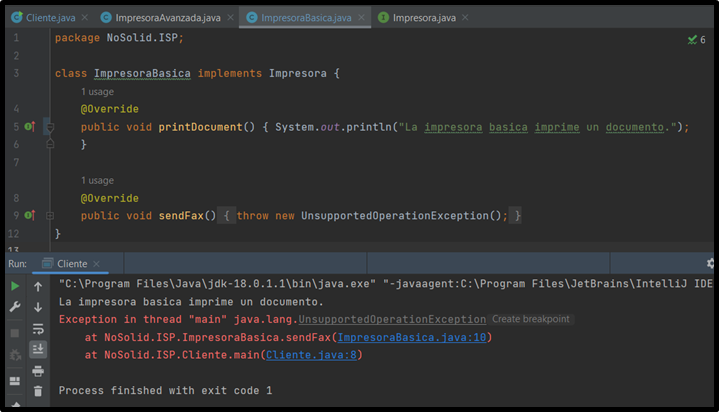 Cliente.java ImpresoraAvanzada.java ImpresoraBasica.java Impresora.java
1 package NoSolid.ISP;
6
2
3 class ImpresoraBasica implements Impresora {
1 usage
4 @Override
5 public void printDocument() { System.out.println("La impresora basica imprime un documento.");
6 }
7
1 usage
8 @Override
9 public void sendFax() { throw new UnsupportedOperationException(); }
12 }
13
Run: Cliente
"C:\Program Files\Java\jdk-18.0.1.1\bin\java.exe" "-javaagent:C:\Program Files\JetBrains\IntelliJ IDE
La impresora basica imprime un documento.
Exception in thread "main" java.lang.UnsupportedOperationException Create breakpoint
at NoSolid.ISP.ImpresoraBasica.sendFax(ImpresoraBasica.java:10)
at NoSolid.ISP.Cliente.main(Cliente.java:8)
Process finished with exit code 1